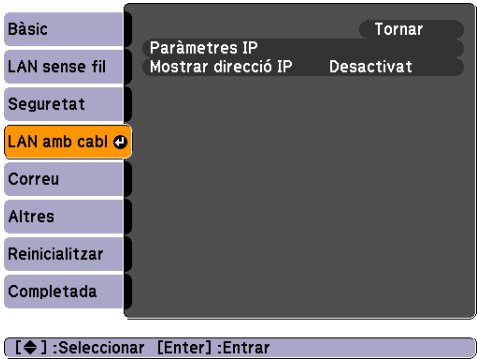 Bàsic
LAN sense fil
Seguretat
LAN amb cabl
Correu
Altres
Reinicialitzar
Completada
Tornar
Paràmetres IP
Mostrar direcció IP Desactivat
[◆] :Seleccionar [Enter] :Entrar